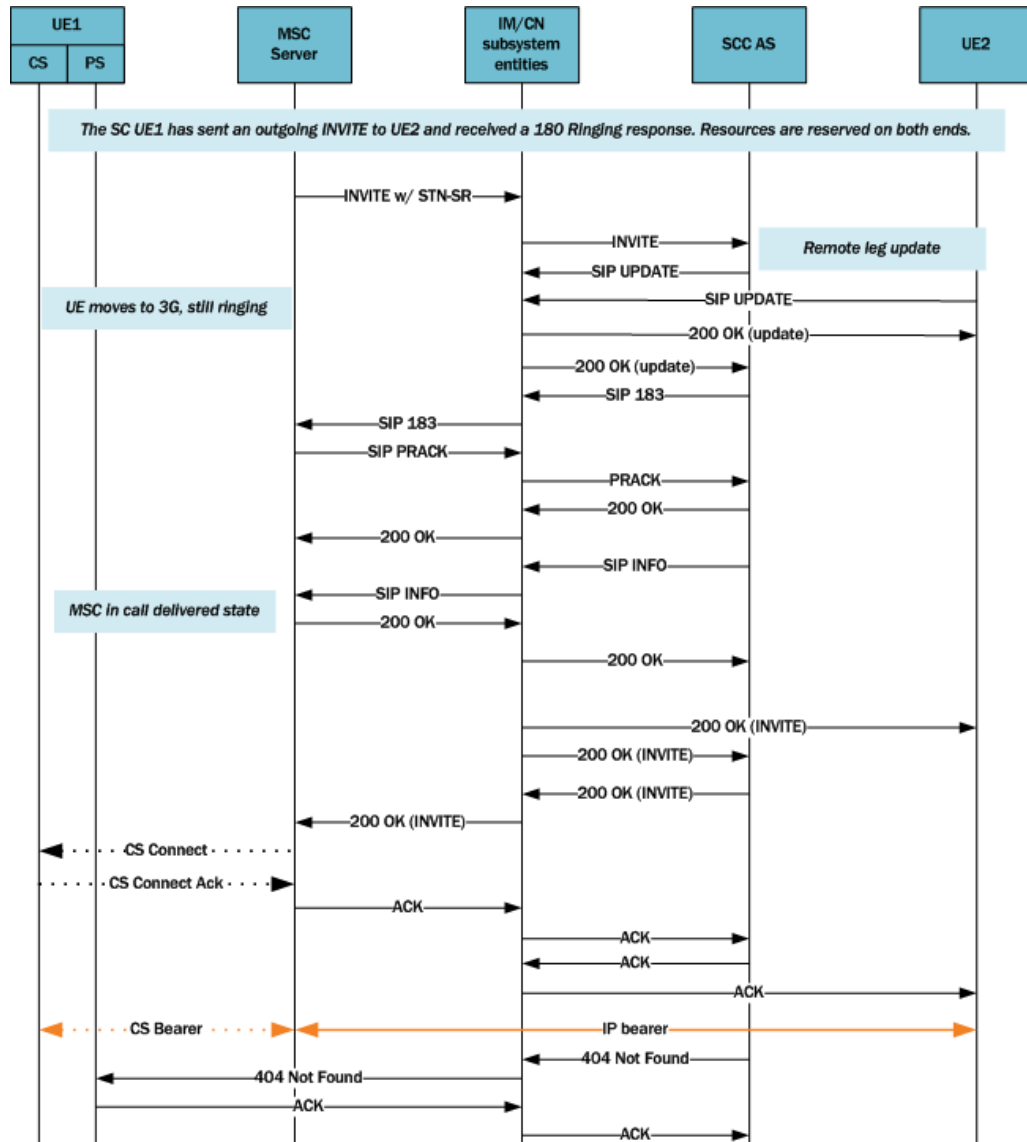 UE1
CS
PS
MSC
Server
IM/CN
subsystem
entities
SCC AS
UE2
The SC UE1 has sent an outgoing INVITE to UE2 and received a 180 Ringing response. Resources are reserved on both ends.
INVITE w/ STN-SR
INVITE
Remote leg update
SIP UPDATE
UE moves to 3G, still ringing
SIP UPDATE
200 OK (update)
200 OK (update)
SIP 183
SIP 183
SIP PRACK
PRACK
200 OK
200 OK
SIP INFO
SIP INFO
MSC in call delivered state
200 OK
200 OK
200 OK (INVITE)
200 OK (INVITE)
200 OK (INVITE)
200 OK (INVITE)
CS Connect
CS Connect Ack
ACK
ACK
ACK
ACK
CS Bearer
IP bearer
404 Not Found
404 Not Found
ACK
ACK